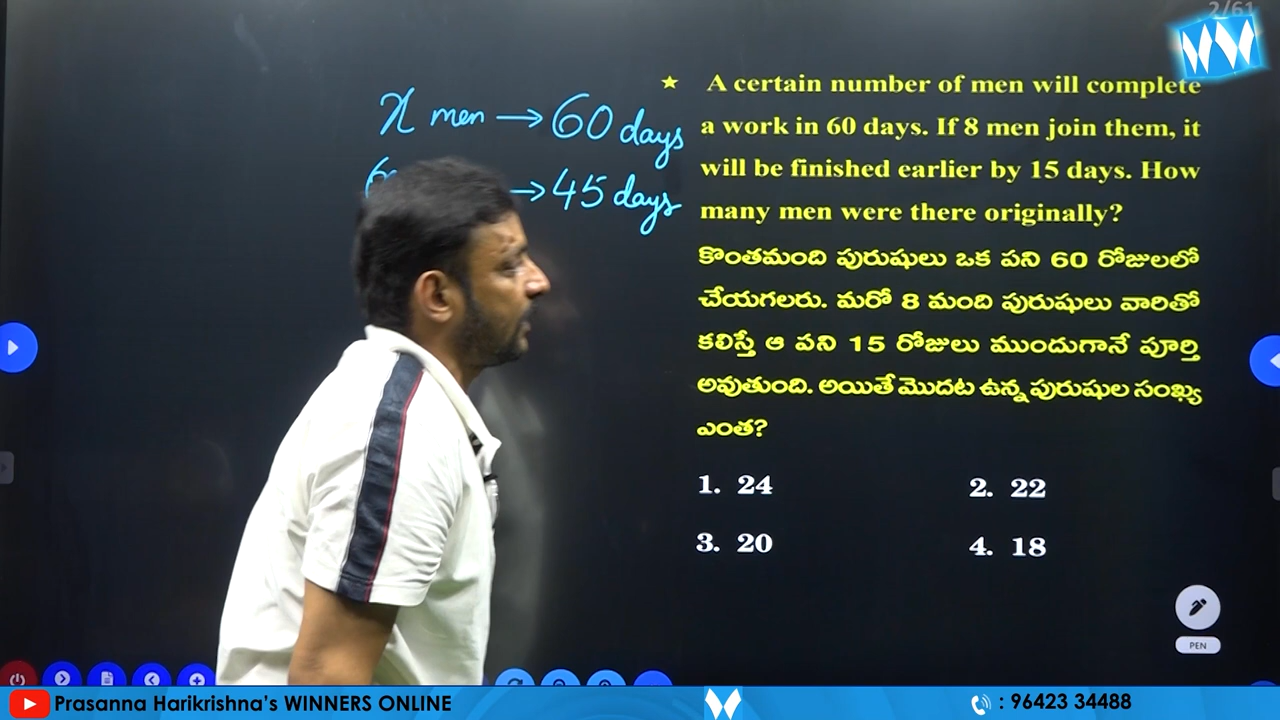 2/61
W
★ A certain number of men will complete
a work in 60 days. If 8 men join them, it
will be finished earlier by 15 days. How
many men were there originally?
కొంతమంది పురుషులు ఒక పని 60 రోజులలో
చేయగలరు. మరో 8 మంది పురుషులు వారితో
కలిస్తే ఆ పని 15 రోజులు ముందుగానే పూర్తి
అవుతుంది. అయితే మొదట ఉన్న పురుషుల సంఖ్య
ఎంత?
1. 24 2. 22
3. 20 4. 18
x men → 60 days
→ 45 days
PEN
Prasanna Harikrishna's WINNERS ONLINE : 96423 34488